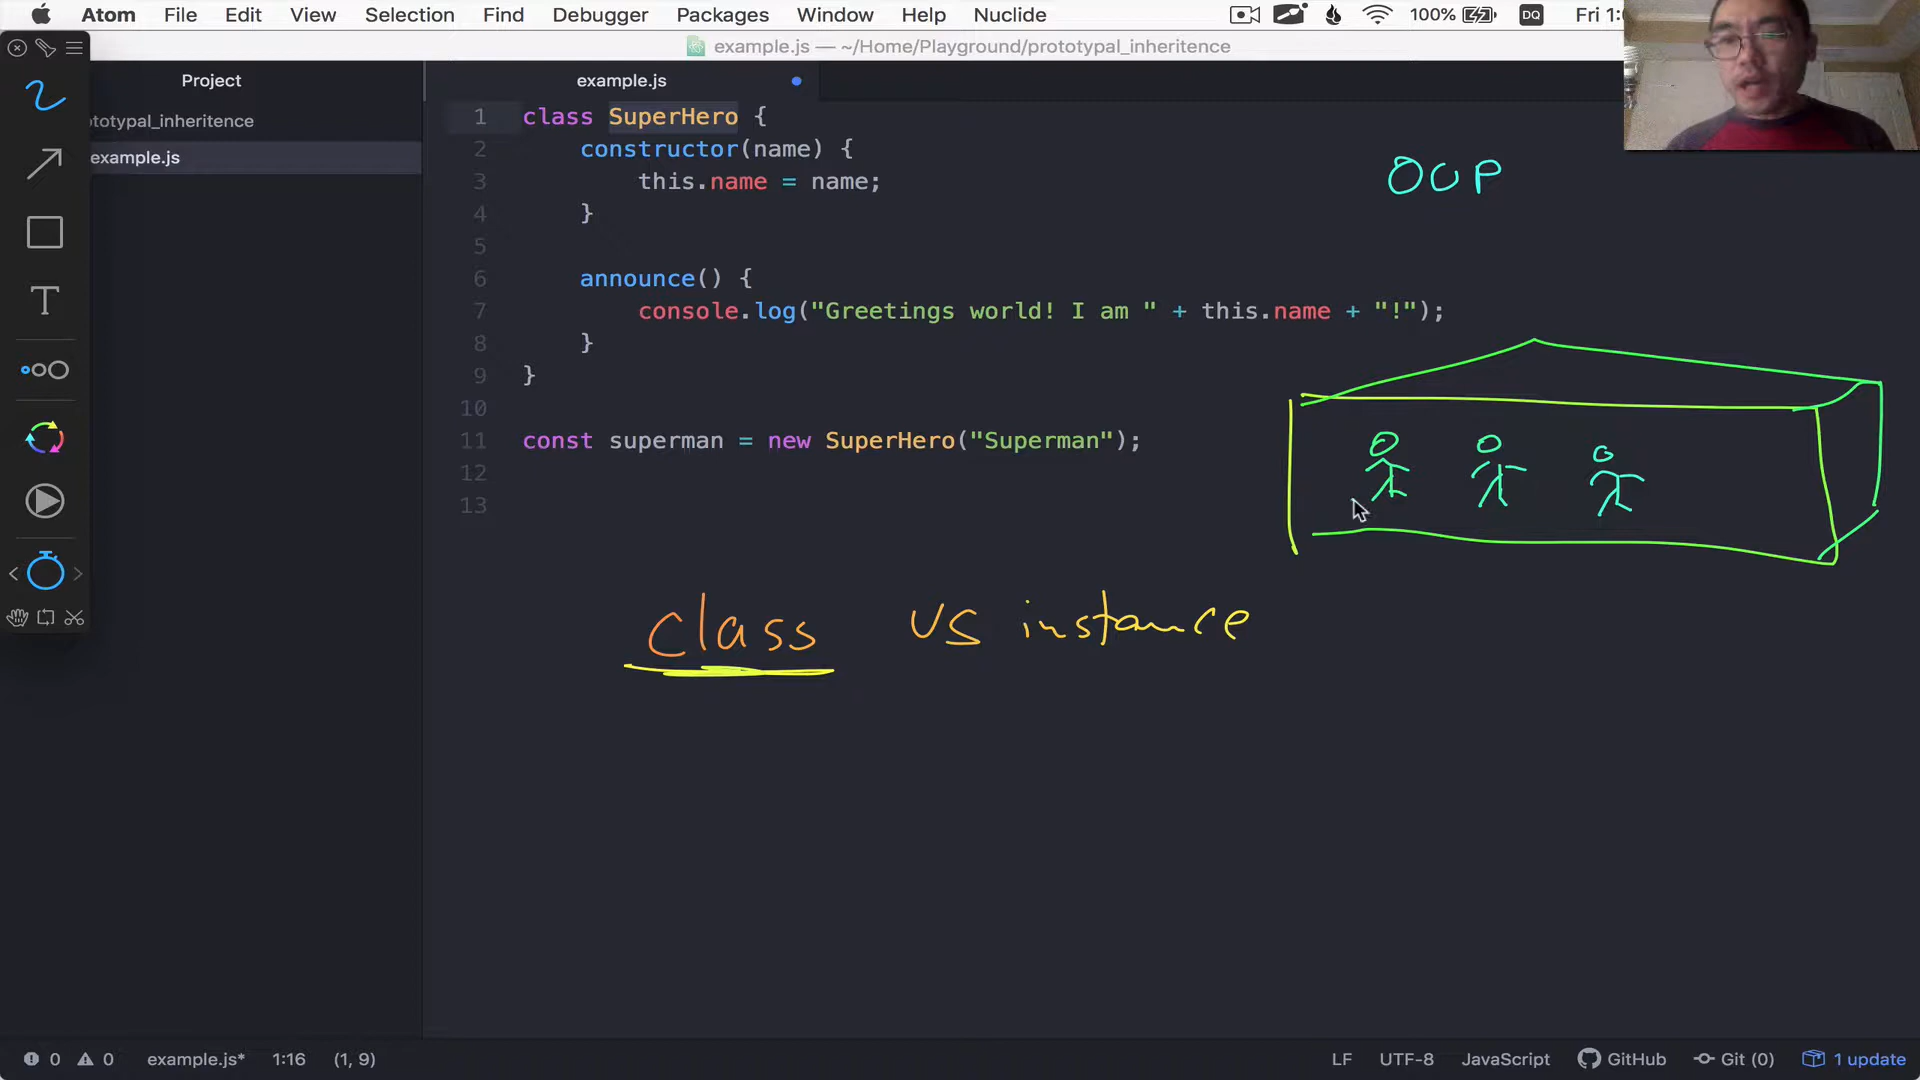 Atom File Edit View Selection Find Debugger Packages Window Help Nuclide 100% DQ Fri 1:
example.js — ~/Home/Playground/prototypal_inheritence
Project
ototypal_inheritence
example.js
example.js
1 class SuperHero {
2 constructor(name) {
3 this.name = name;
4 }
5
6 announce() {
7 console.log("Greetings world! I am " + this.name + "!");
8 }
9 }
10
11 const superman = new SuperHero("Superman");
12
13
OOP
class vs instance
T
0 0 example.js* 1:16 (1, 9) LF UTF-8 JavaScript GitHub Git (0) 1 update